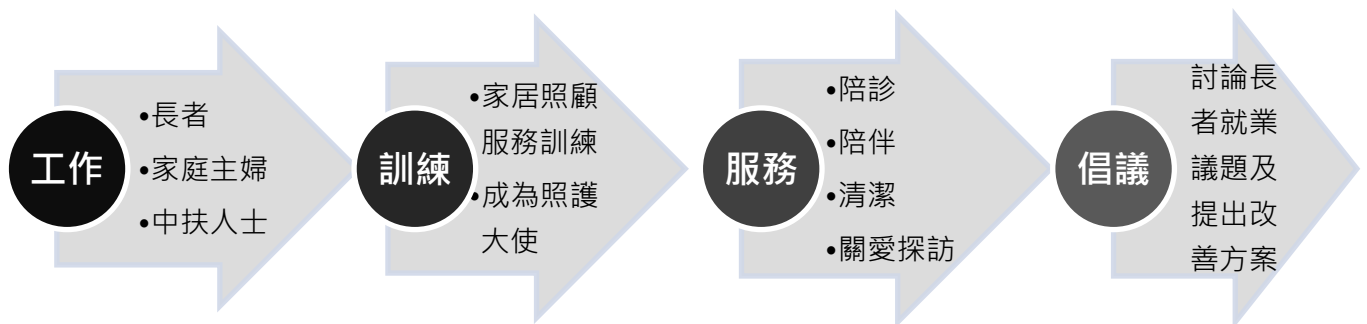 工作
•長者
•家庭主婦
•中扶人士
訓練
•家居照顧
服務訓練
•成為照護
大使
服務
•陪診
•陪伴
•清潔
•關愛探訪
倡議
討論長
者就業
議題及
提出改
善方案